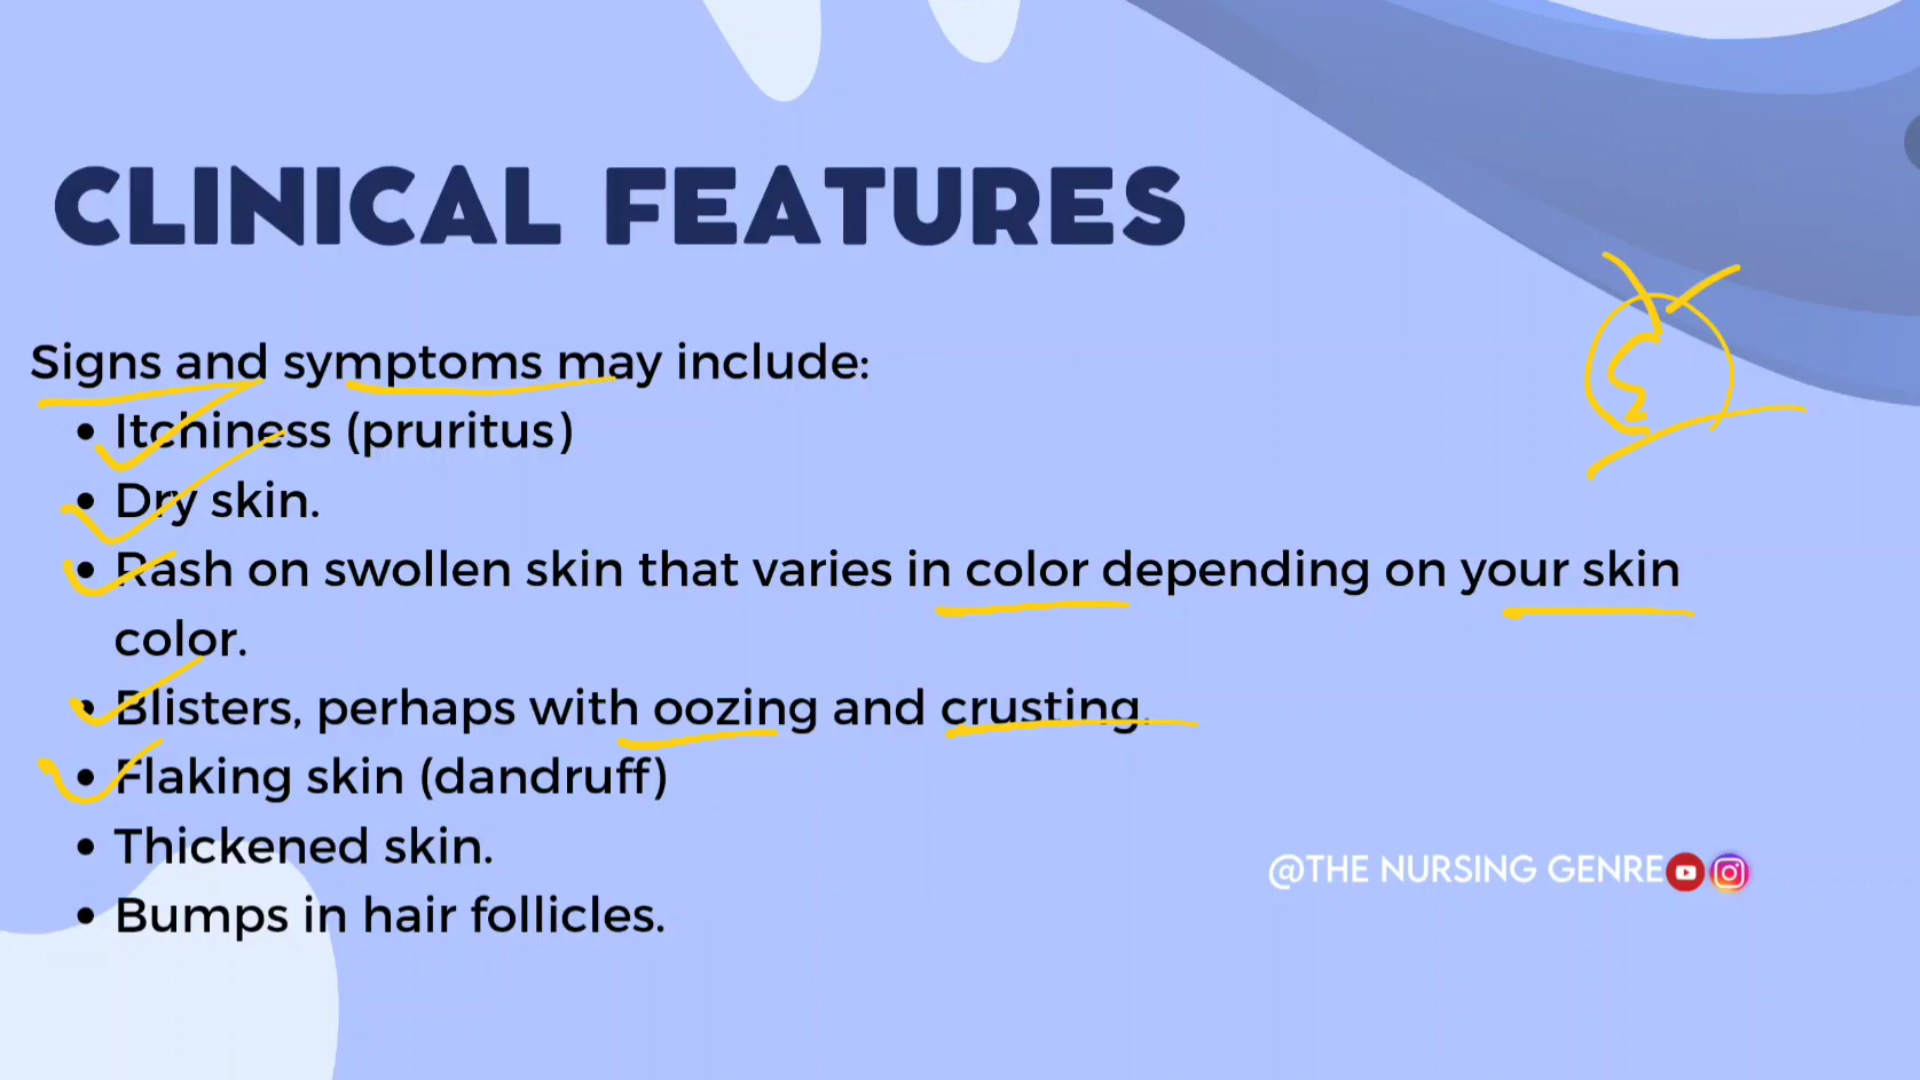 CLINICAL FEATURES
Signs and symptoms may include:
• Itchiness (pruritus)
• Dry skin.
• Rash on swollen skin that varies in color depending on your skin
color.
• Blisters, perhaps with oozing and crusting.
• Flaking skin (dandruff)
• Thickened skin.
• Bumps in hair follicles.
@THE NURSING GENRE